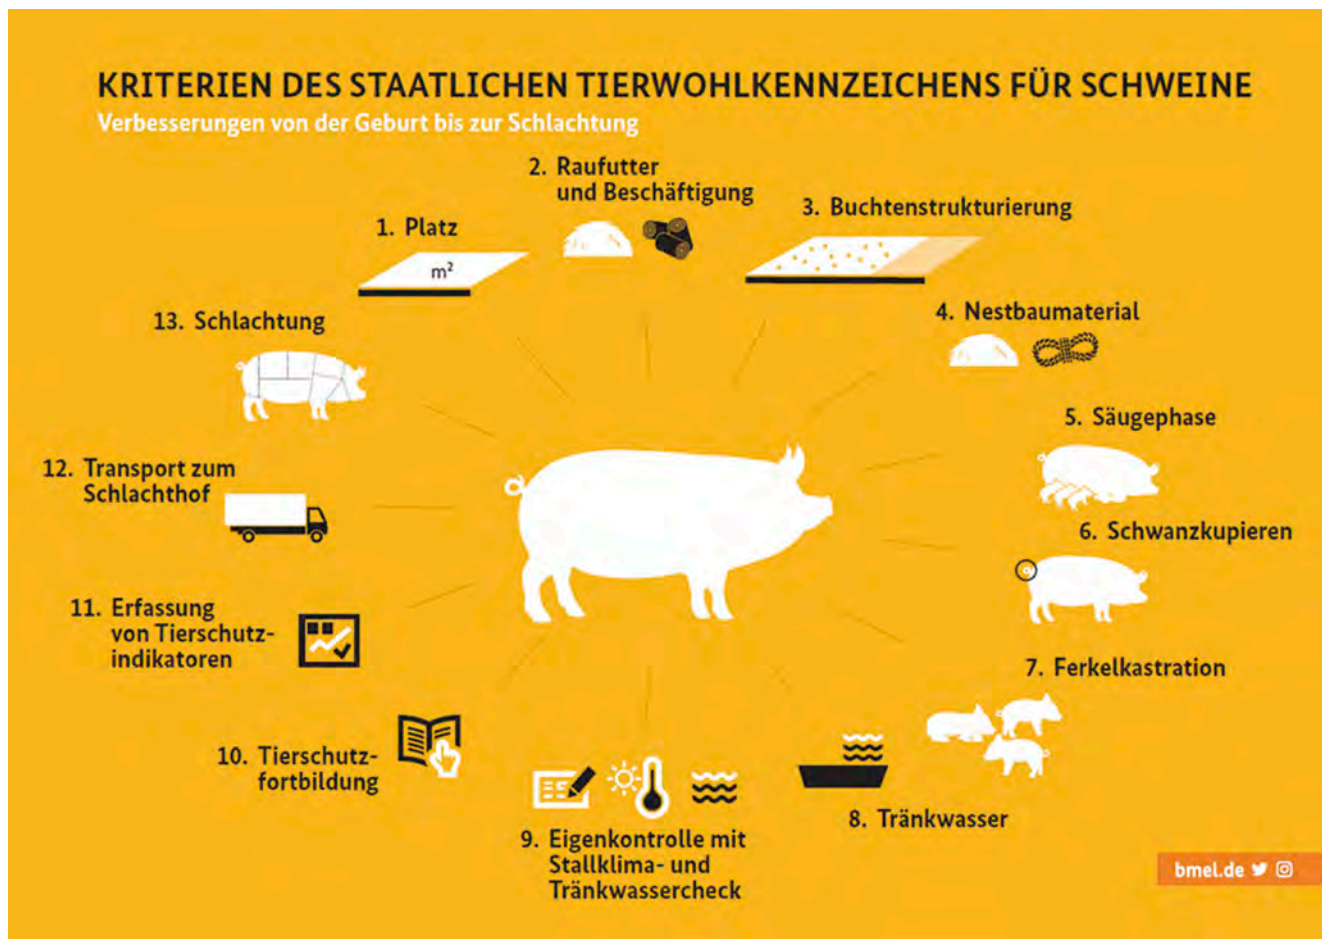 KRITERIEN DES STAATLICHEN TIERWOHLKENNZEICHENS FÜR SCHWEINE
Verbesserungen von der Geburt bis zur Schlachtung
1. Platz
m²
2. Raufutter
und Beschäftigung
3. Buchtenstrukturierung
4. Nestbaumaterial
5. Säugephase
6. Schwanzkupieren
7. Ferkelkastration
8. Tränkwasser
9. Eigenkontrolle mit
Stallklima- und
Tränkwassercheck
10. Tierschutz-
fortbildung
11. Erfassung
von Tierschutz-
indikatoren
12. Transport zum
Schlachthof
13. Schlachtung
bmel.de